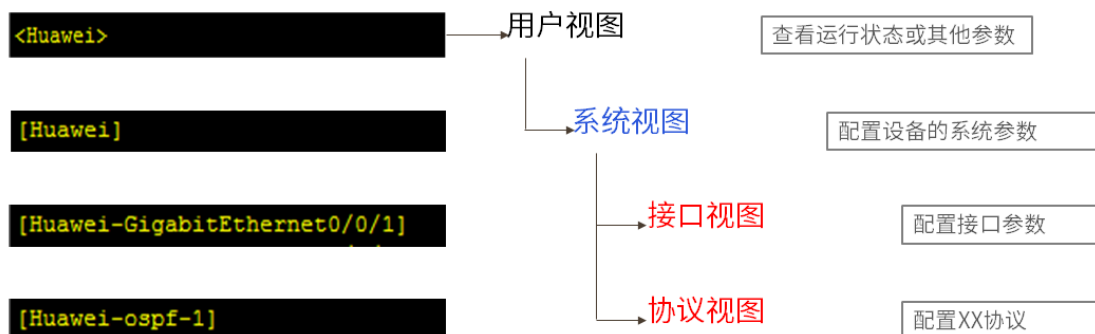 <Huawei>
用户视图
查看运行状态或其他参数
[Huawei]
系统视图
配置设备的系统参数
[Huawei-GigabitEthernet0/0/1]
接口视图
配置接口参数
[Huawei-ospf-1]
协议视图
配置XX协议